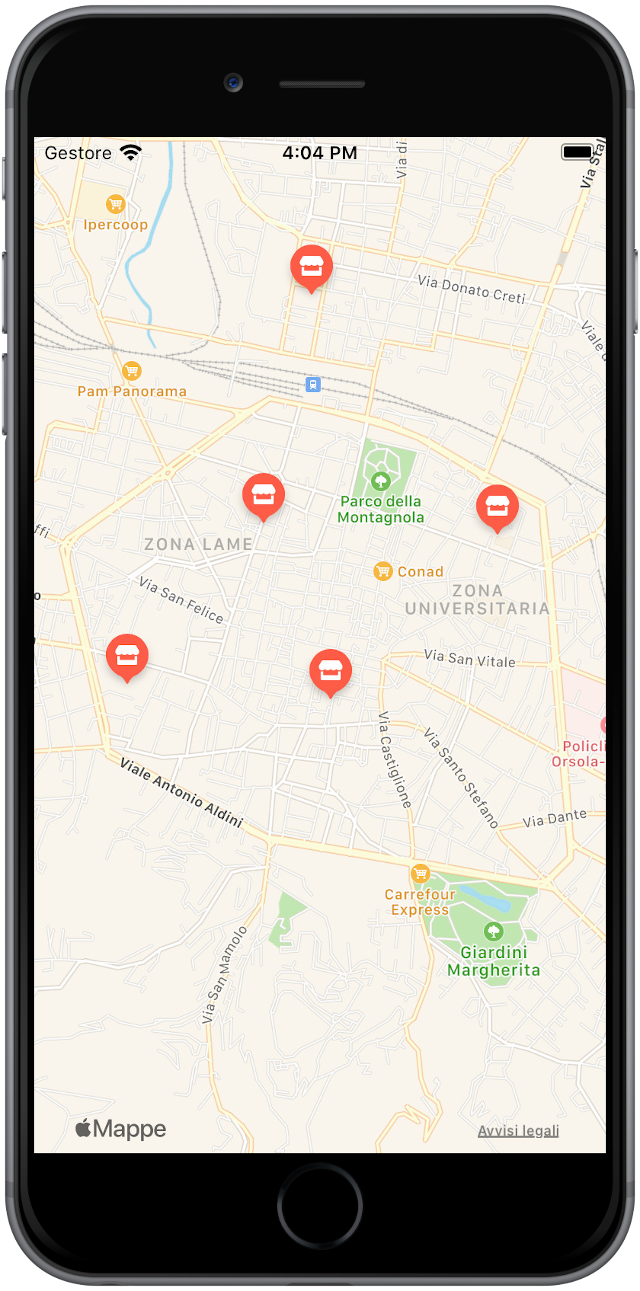 Gestore
4:04 PM
Via di
Via Stal
Ipercoop
Via Donato Creti
Viale d
Pam Panorama
Parco della
Montagnola
ZONA LAME
affi
Conad
ZONA
UNIVERSITARIA
Via San Felice
o
Via San Vitale
Via Castiglione
Via Santo Stefano
Policli
Orsola-
Viale Antonio Aldini
Via Dante
Carrefour
Express
Giardini
Margherita
Via San Mamolo
Mappe
Avvisi legali